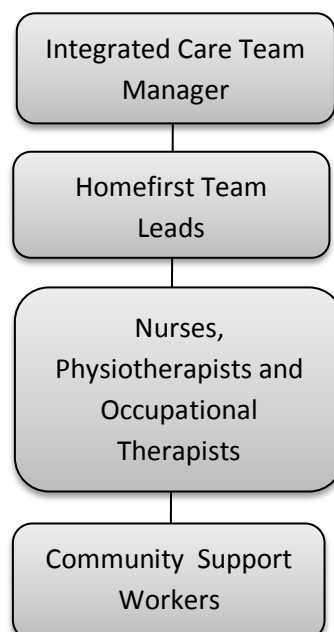 Integrated Care Team
Manager
Homefirst Team
Leads
Nurses,
Physiotherapists and
Occupational
Therapists
Community  Support
Workers